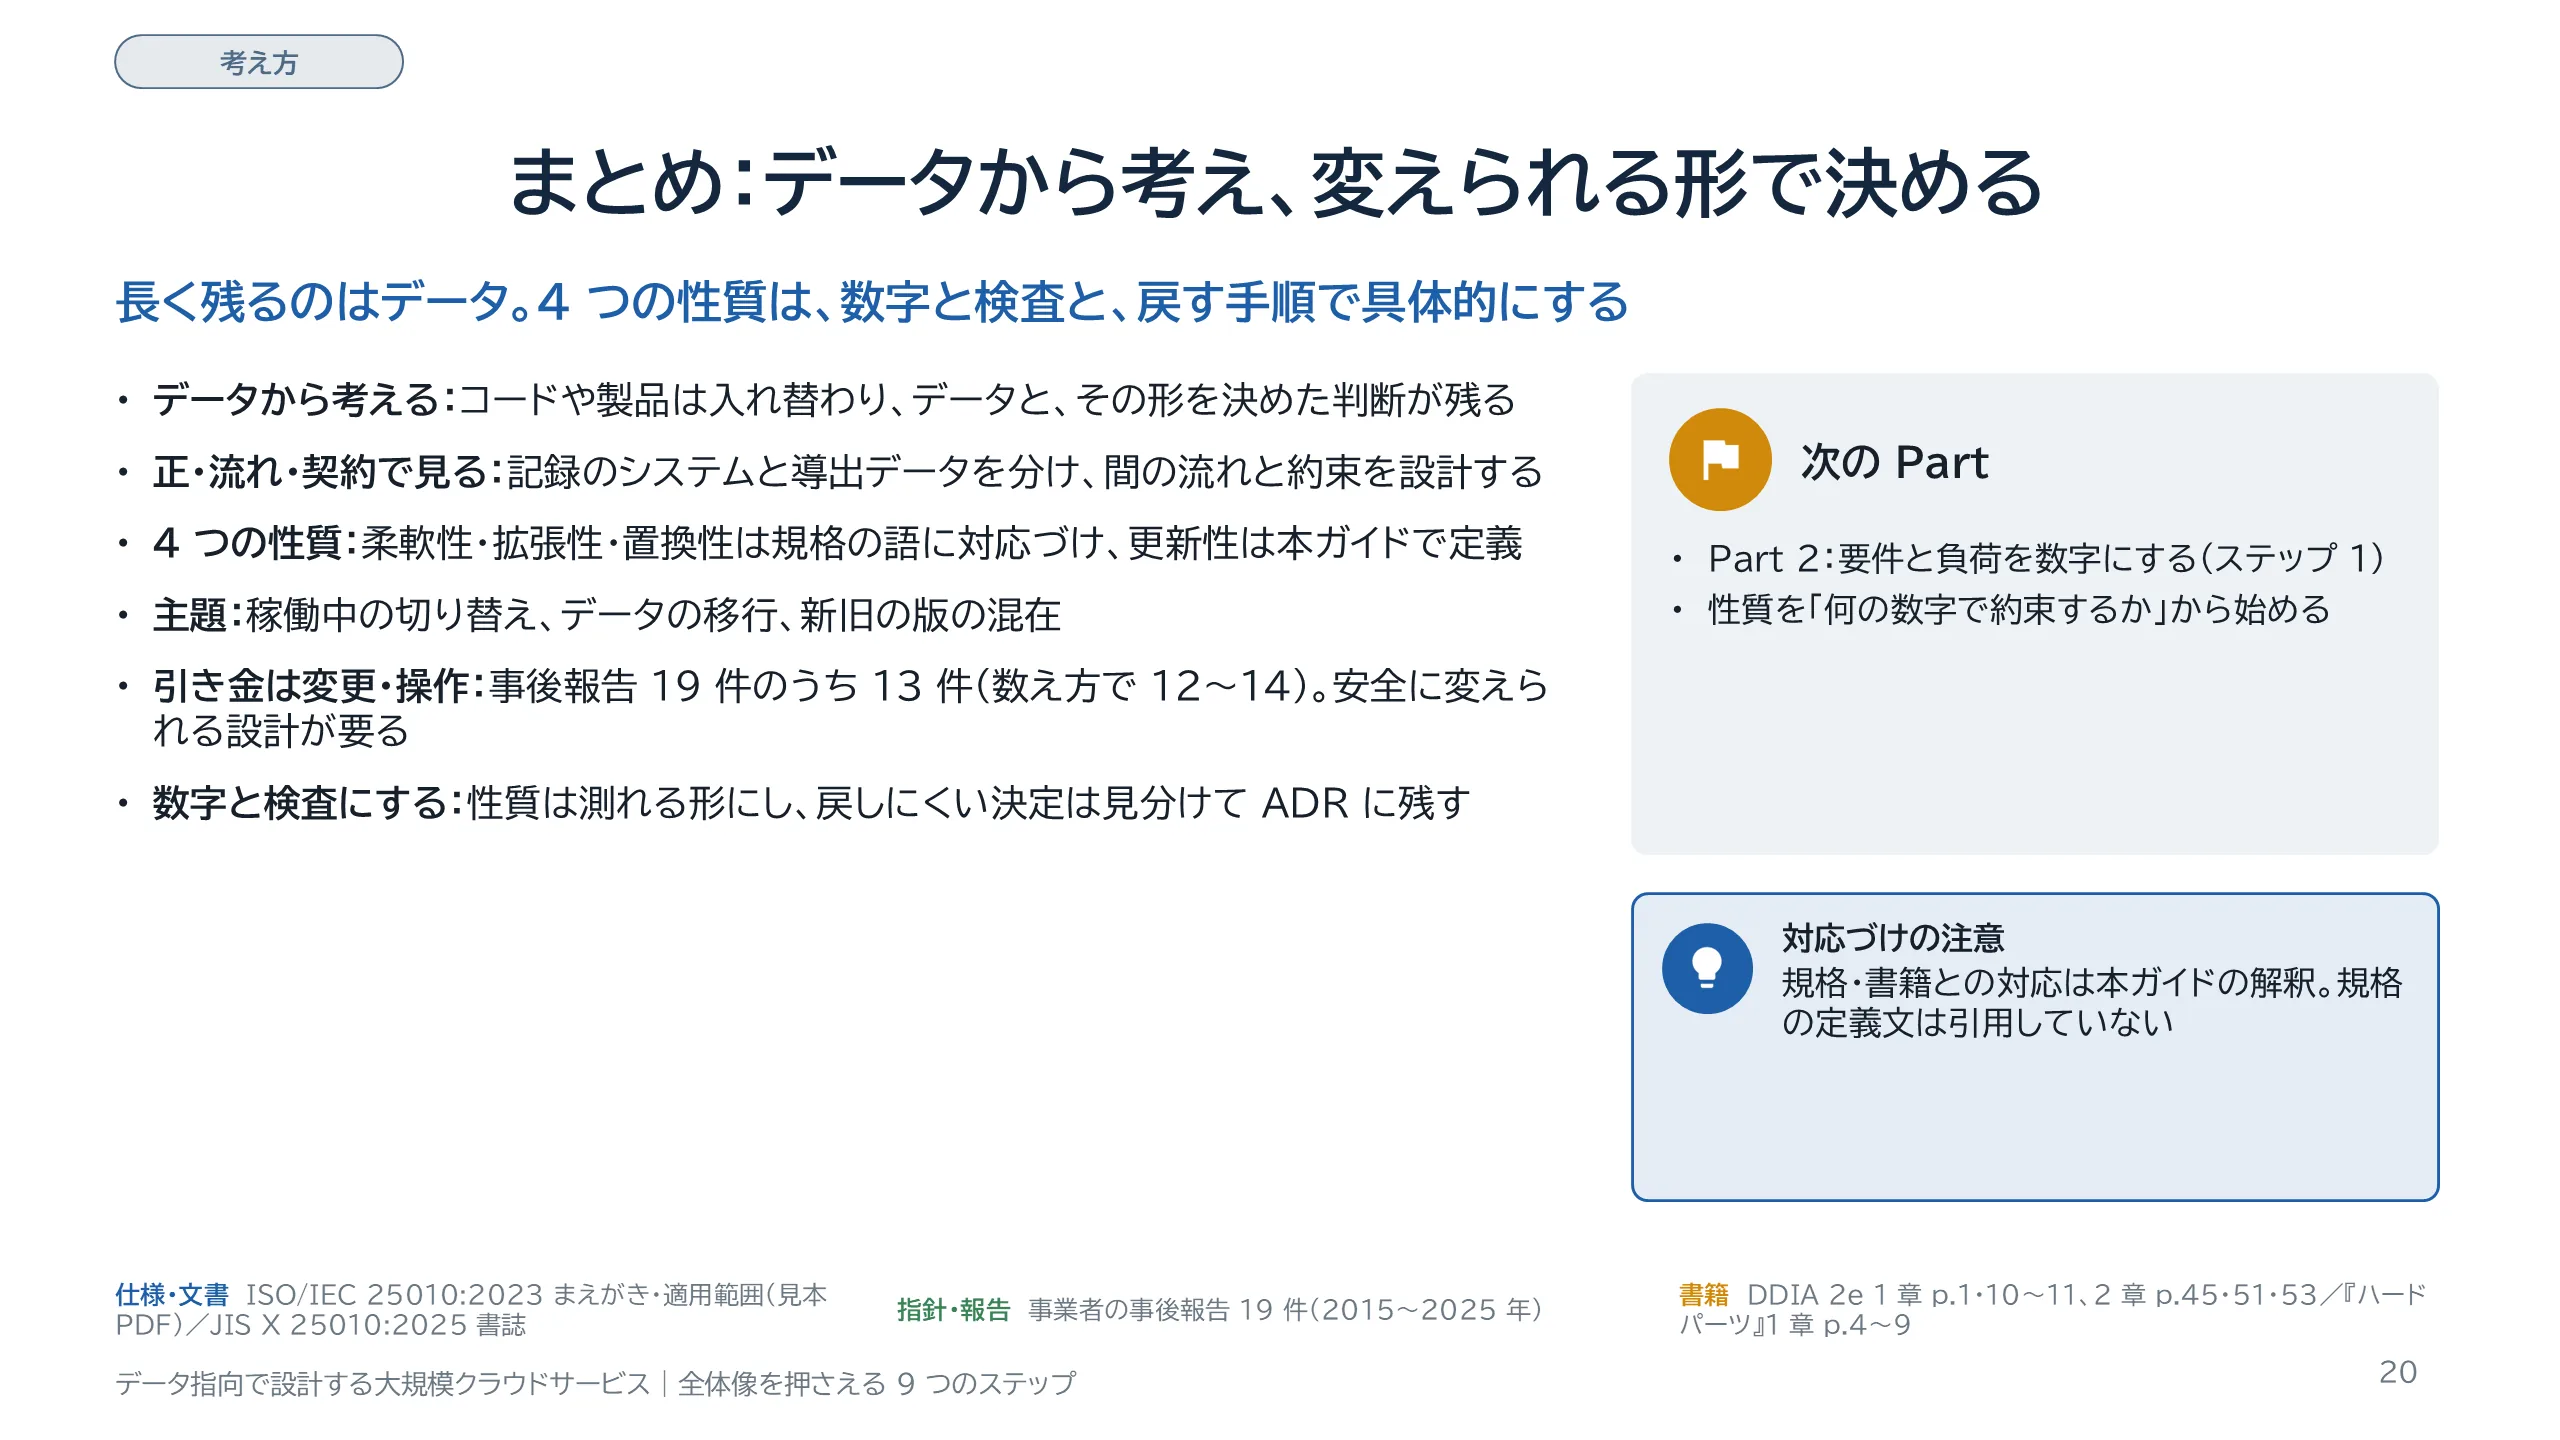 考え方
まとめ：データから考え、変えられる形で決める
長く残るのはデータ。4 つの性質は、数字と検査と、戻す手順で具体的にする
• データから考える：コードや製品は入れ替わり、データと、その形を決めた判断が残る
• 正・流れ・契約で見る：記録のシステムと導出データを分け、間の流れと約束を設計する
• 4 つの性質：柔軟性・拡張性・置換性は規格の語に対応づけ、更新性は本ガイドで定義
• 主題：稼働中の切り替え、データの移行、新旧の版の混在
• 引き金は変更・操作：事後報告 19 件のうち 13 件（数え方で 12～14）。安全に変えら
れる設計が要る
• 数字と検査にする：性質は測れる形にし、戻しにくい決定は見分けて ADR に残す
次の Part
• Part 2：要件と負荷を数字にする（ステップ 1）
• 性質を「何の数字で約束するか」から始める
対応づけの注意
規格・書籍との対応は本ガイドの解釈。規格
の定義文は引用していない
仕様・文書 ISO/IEC 25010:2023 まえがき・適用範囲（見本
PDF）／JIS X 25010:2025 書誌
指針・報告 事業者の事後報告 19 件（2015～2025 年）
書籍 DDIA 2e 1 章 p.1・10～11、2 章 p.45・51・53／『ハード
パーツ』1 章 p.4～9
データ指向で設計する大規模クラウドサービス｜全体像を押さえる 9 つのステップ
20